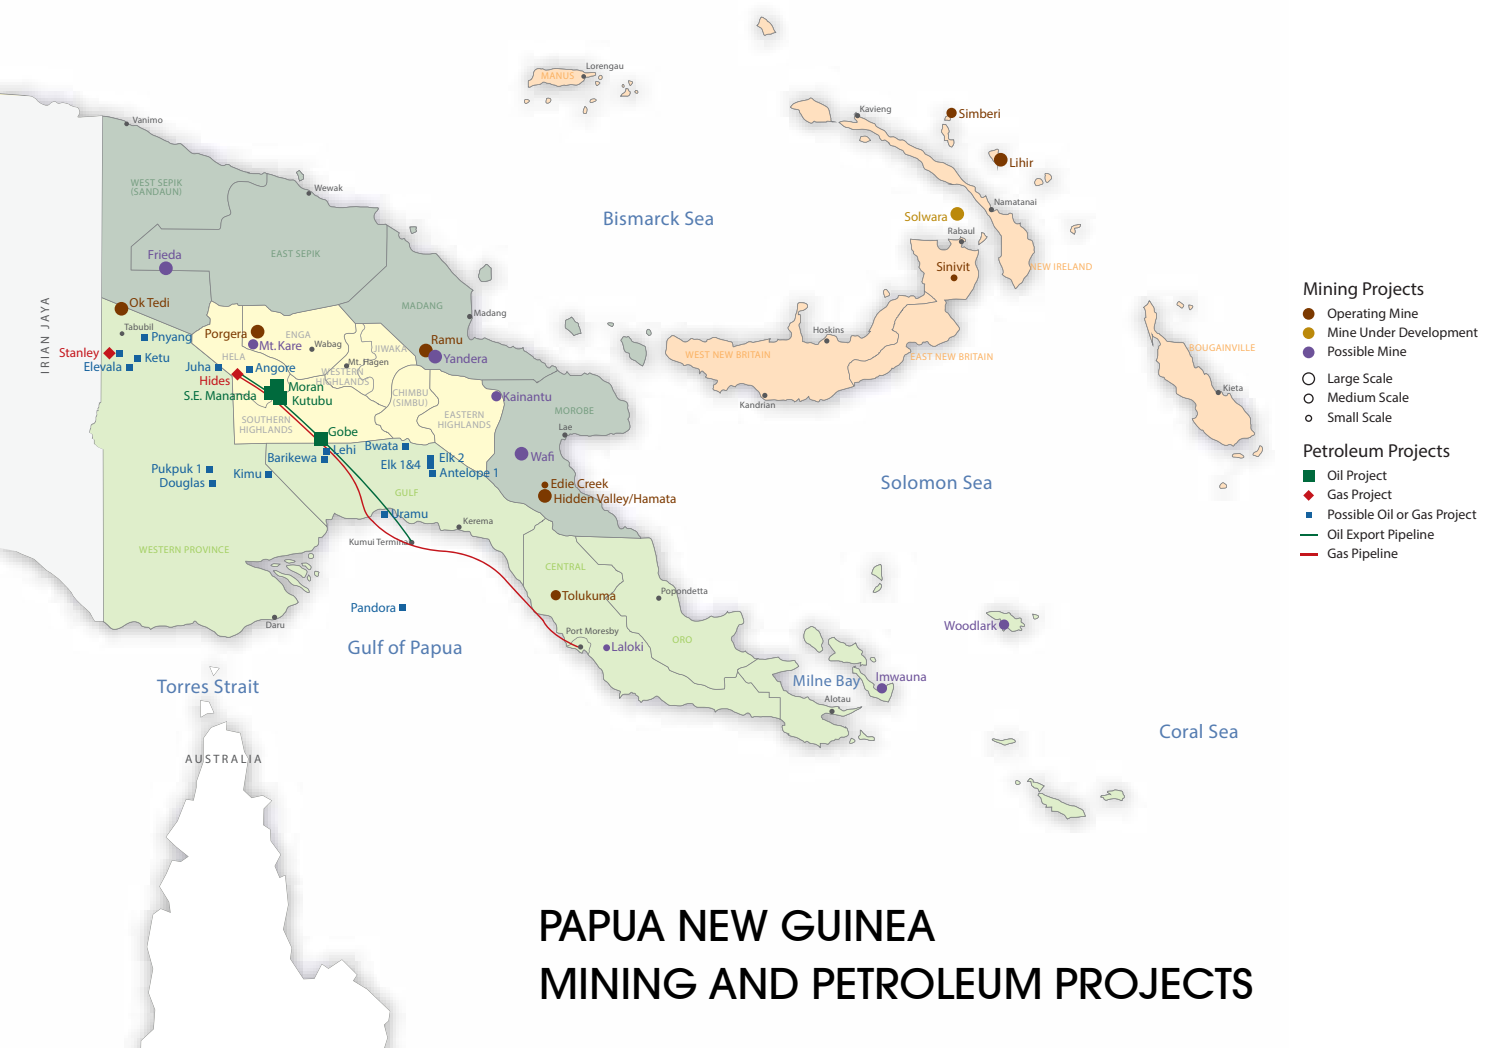 Lorengau
MANUS
Kavieng
Simberi
Vanimo
Lihir
WEST SEPIK
(SANDAUN)
Wewak
Namatanai
Solwara
Bismarck Sea
Rabaul
Frieda
EAST SEPIK
Sinivit
NEW IRELAND
IRIAN JAYA
Ok Tedi
MADANG
Madang
Tabubil
Pnyang
Porgera
ENGA
Mt. Kare
Wabag
JIWAKA
Ramu
Yandera
Hoskins
WEST NEW BRITAIN
EAST NEW BRITAIN
BOUGAINVILLE
Stanley
Ketu
Elevala
HELA
Juha
Angore
Mt. Hagen
WESTERN
HIGHLANDS
Hides
Moran
S.E. Mananda
Kutubu
CHIMBU
(SIMBU)
Kainantu
Kandrian
Kieta
SOUTHERN
HIGHLANDS
EASTERN
HIGHLANDS
MOROBE
Lae
Gobe
Lehi
Bwata
Barikewa
Elk 2
Elk 1&4
Antelope 1
Wafi
Pukpuk 1
Kimu
Douglas
Edie Creek
Hidden Valley/Hamata
Solomon Sea
GULF
Uramu
Kerema
Kumui Terminal
WESTERN PROVINCE
CENTRAL
Tolukuma
Popondetta
Pandora
Daru
Port Moresby
Laloki
ORO
Woodlark
Gulf of Papua
Milne Bay
Imwauna
Alotau
Torres Strait
Coral Sea
AUSTRALIA
Mining Projects
Operating Mine
Mine Under Development
Possible Mine
Large Scale
Medium Scale
Small Scale
Petroleum Projects
Oil Project
Gas Project
Possible Oil or Gas Project
Oil Export Pipeline
Gas Pipeline
PAPUA NEW GUINEA
MINING AND PETROLEUM PROJECTS